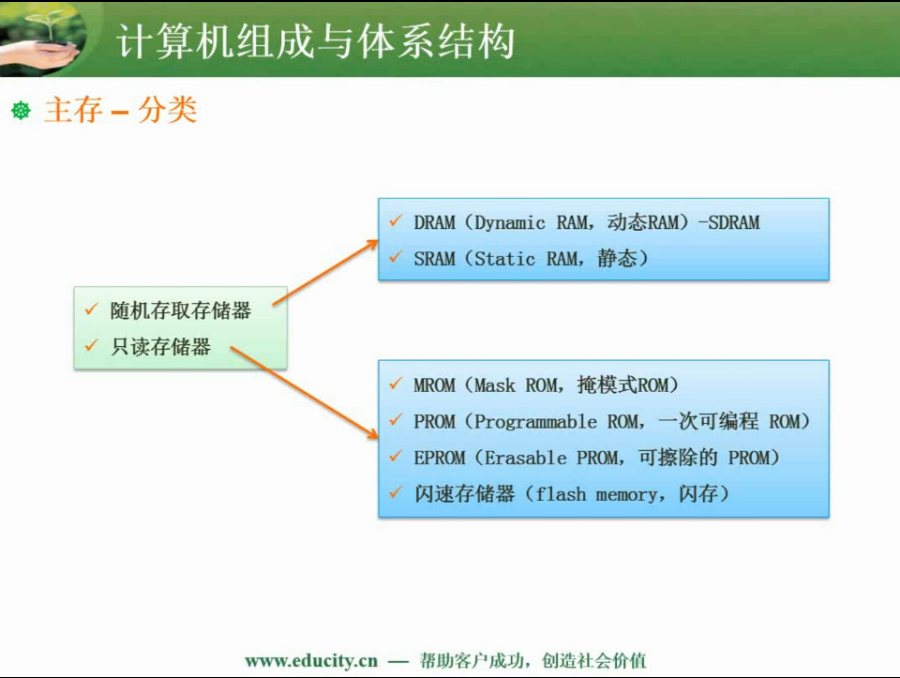 计算机组成与体系结构
主存 – 分类
DRAM（Dynamic RAM，动态RAM）-SDRAM
SRAM（Static RAM，静态）
随机存取存储器
只读存储器
MROM（Mask ROM，掩模式ROM）
PROM（Programmable ROM，一次可编程 ROM）
EPROM（Erasable PROM，可擦除的 PROM）
闪速存储器（flash memory，闪存）
www.educity.cn — 帮助客户成功，创造社会价值